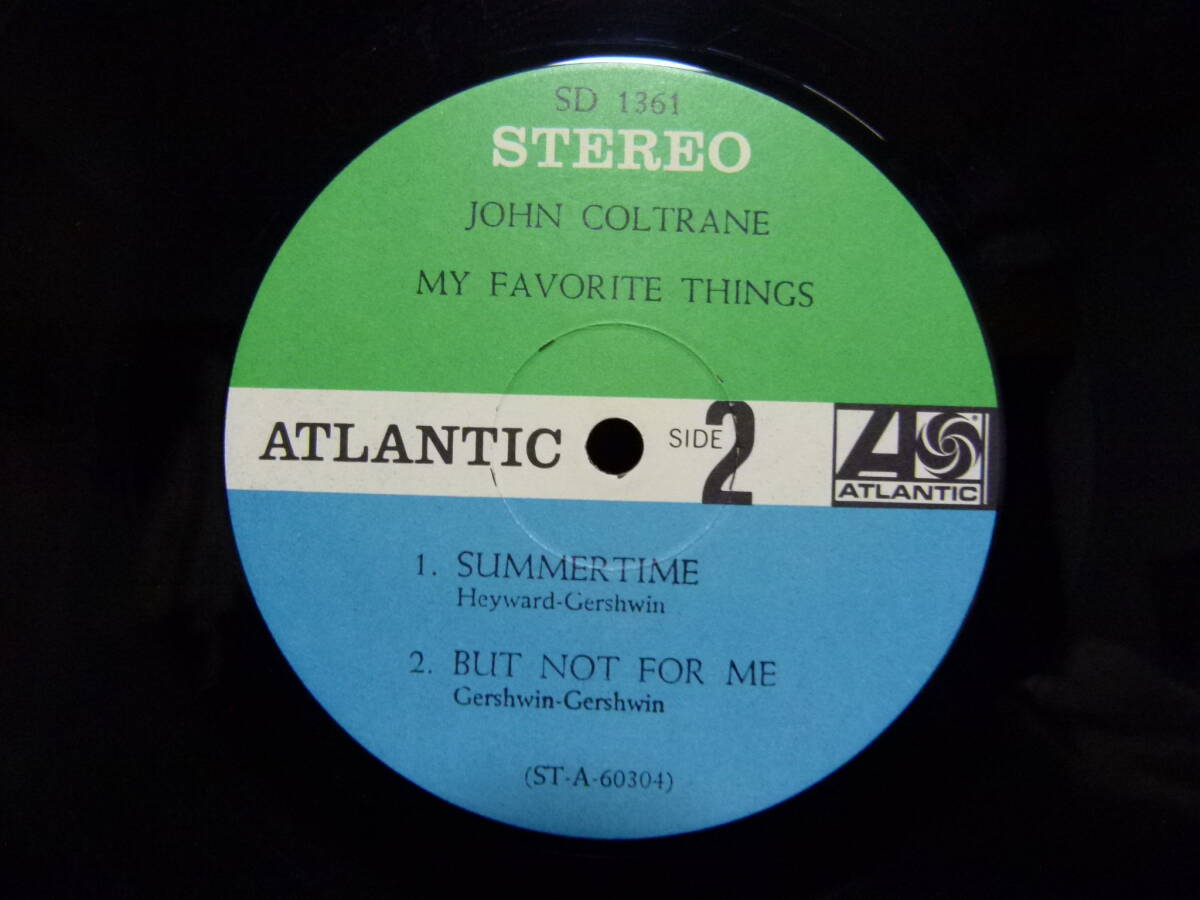 SD 1361
STEREO
JOHN COLTRANE
MY FAVORITE THINGS
ATLANTIC
SIDE 2
ATLANTIC
1. SUMMERTIME
Heyward-Gershwin
2. BUT NOT FOR ME
Gershwin-Gershwin
(ST-A-60304)